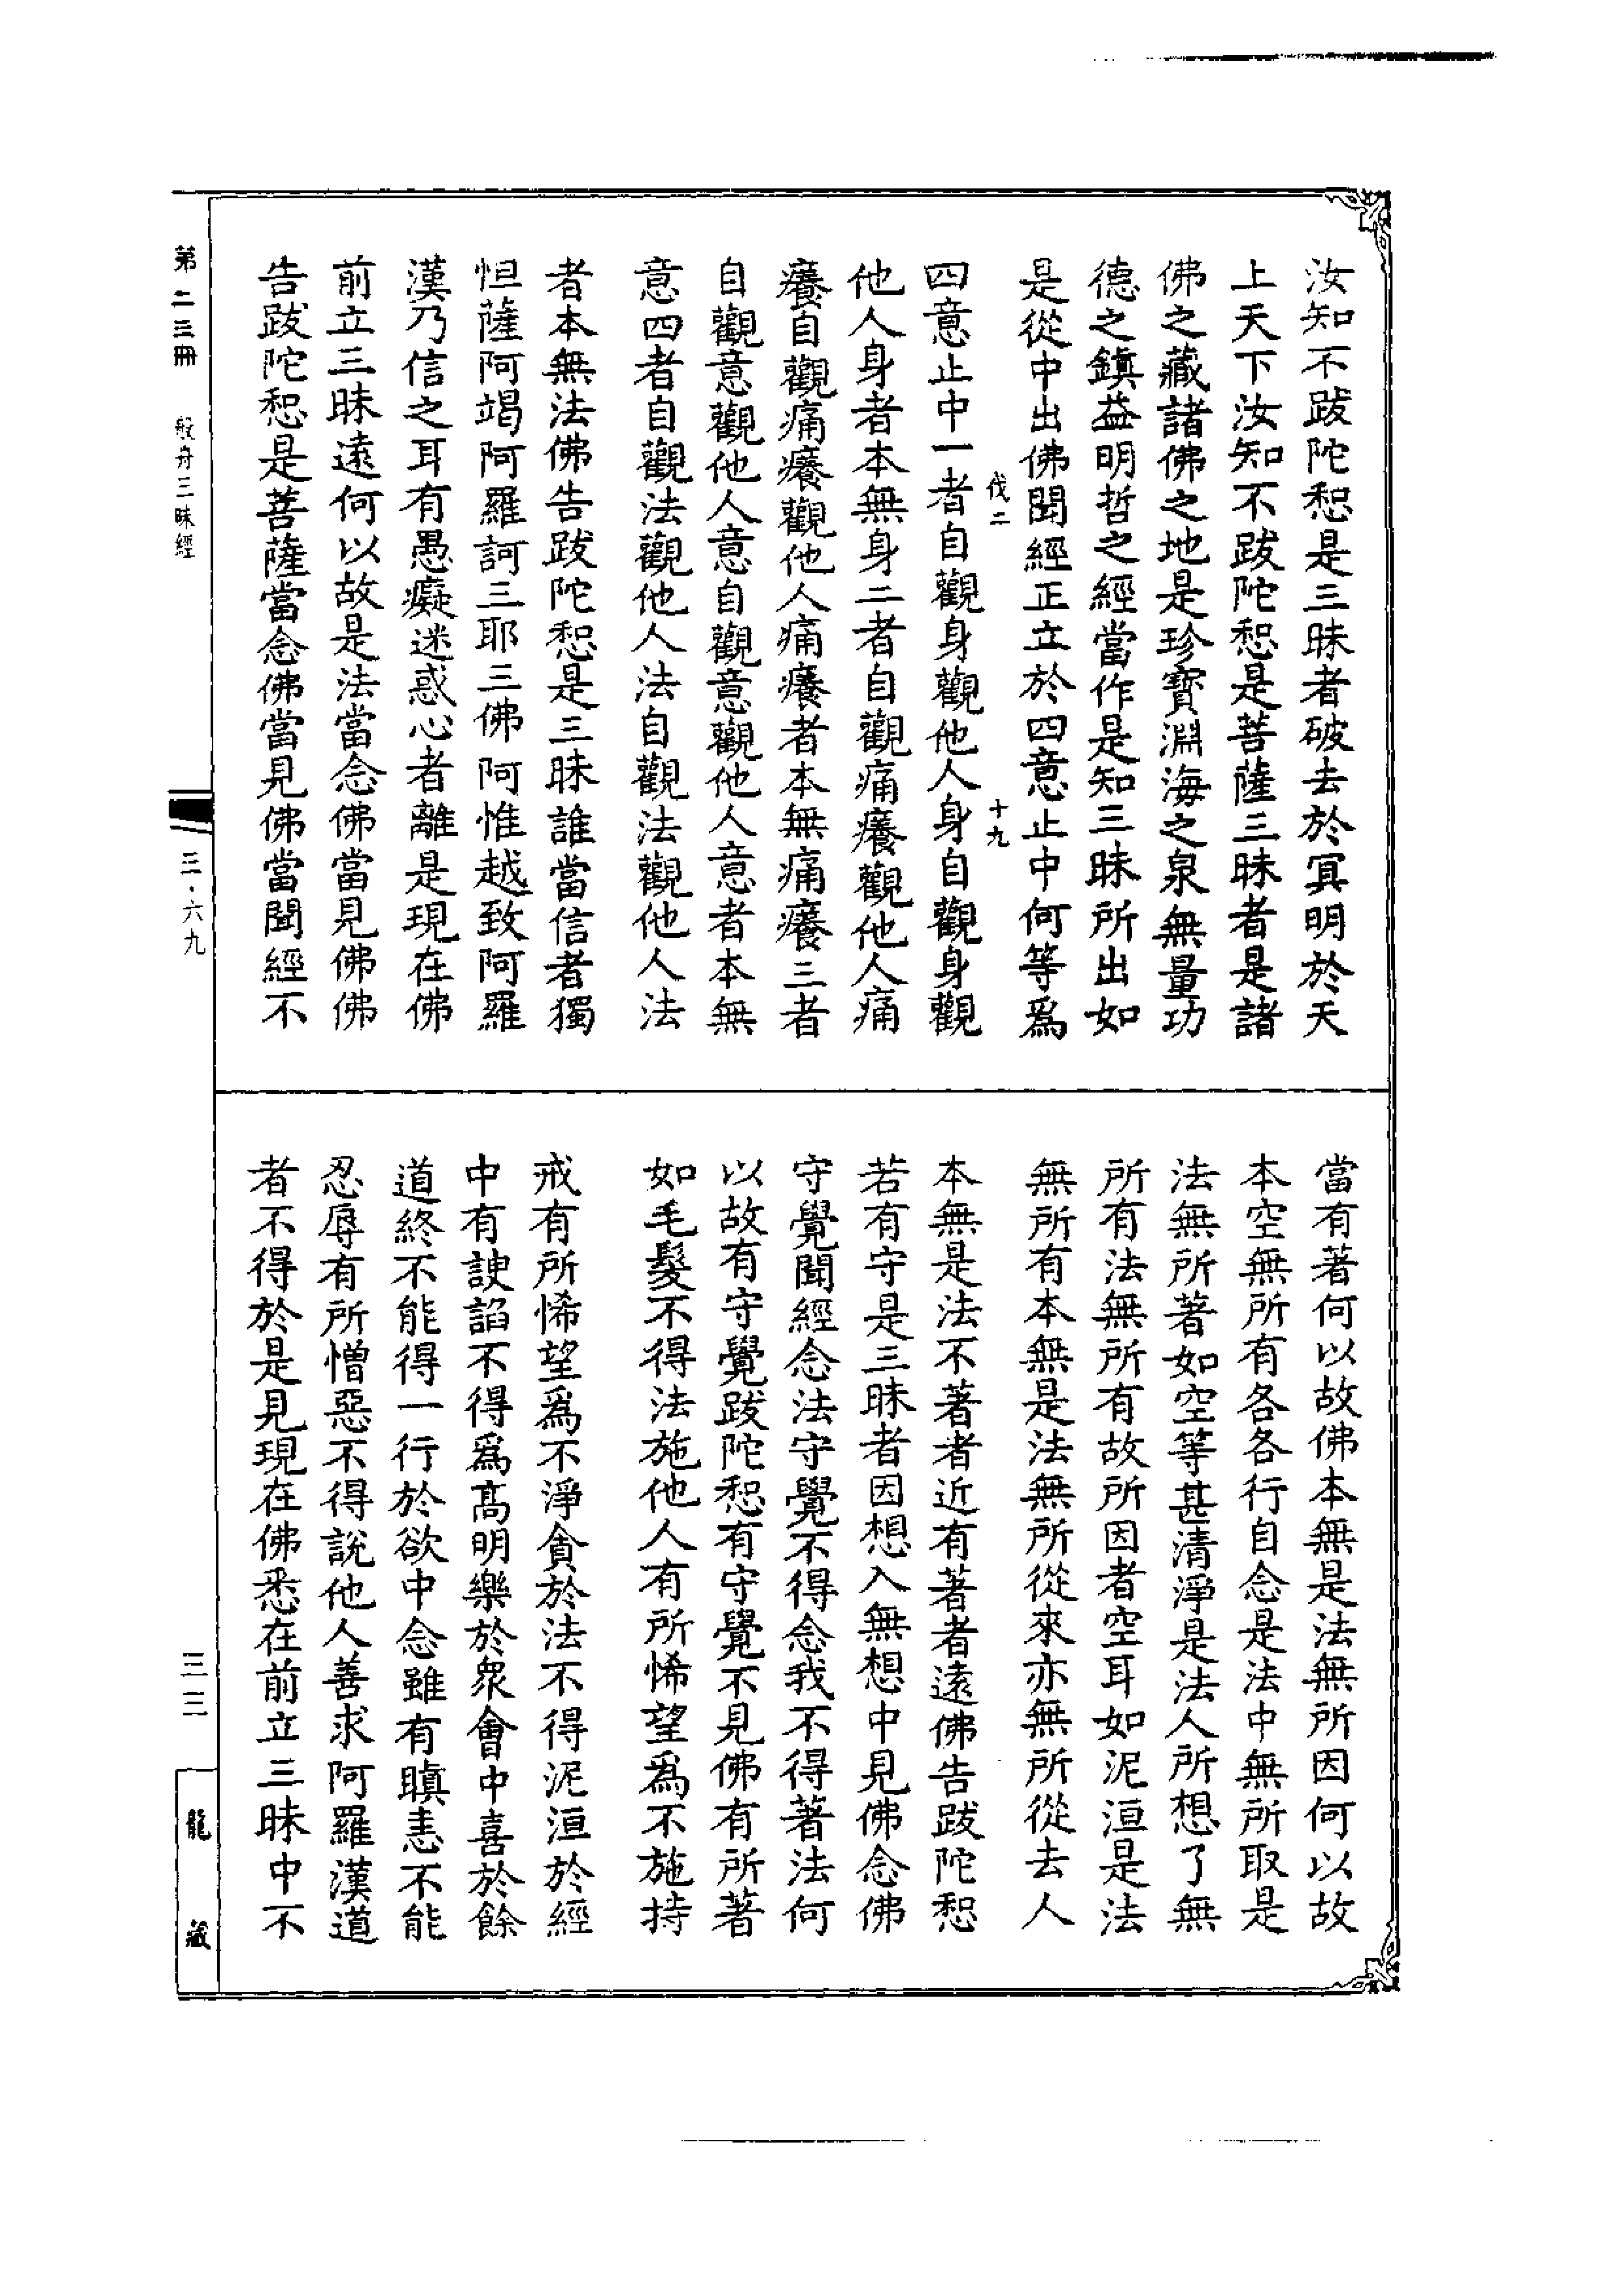 汝知不跋陀惒是三昧者破去於冥明於天
上天下汝知不跋陀惒是菩薩三昧者是諸
佛之藏諸佛之地是珍寶淵海之泉無量功
德之鎮益明哲之經當作是知三昧所出如
是從中出佛聞經正立於四意止中何等爲
伐二 十九
四意止中一者自觀身觀他人身自觀身觀
他人身者本無身二者自觀痛癢觀他人痛
癢自觀痛癢觀他人痛癢者本無痛癢三者
自觀意觀他人意自觀意觀他人意者本無
意四者自觀法觀他人法自觀法觀他人法
者本無法佛告跋陀惒是三昧誰當信者獨
怛薩阿竭阿羅訶三耶三佛阿惟越致阿羅
漢乃信之耳有愚癡迷惑心者離是現在佛
前立三昧遠何以故是法當念佛當見佛佛
告跋陀惒是菩薩當念佛當見佛當聞經不
當有著何以故佛本無是法無所因何以故
本空無所有各各行自念是法中無所取是
法無所著如空等甚清淨是法人所想了無
所有法無所有故所因者空耳如泥洹是法
無所有本無是法無所從來亦無所從去人
本無是法不著者近有著者遠佛告跋陀惒
若有守是三昧者因想入無想中見佛念佛
守覺聞經念法守覺不得念我不得著法何
以故有守覺跋陀惒有守覺不見佛有所著
如毛髮不得法施他人有所悕望爲不施持
戒有所悕望爲不淨貪於法不得泥洹於經
中有諛諂不得爲高明樂於衆會中喜於餘
道終不能得一行於欲中念雖有瞋恚不能
忍辱有所憎惡不得說他人善求阿羅漢道
者不得於是見現在佛悉在前立三昧中不
第二三冊 般舟三昧經
三·六九
三三
龍藏